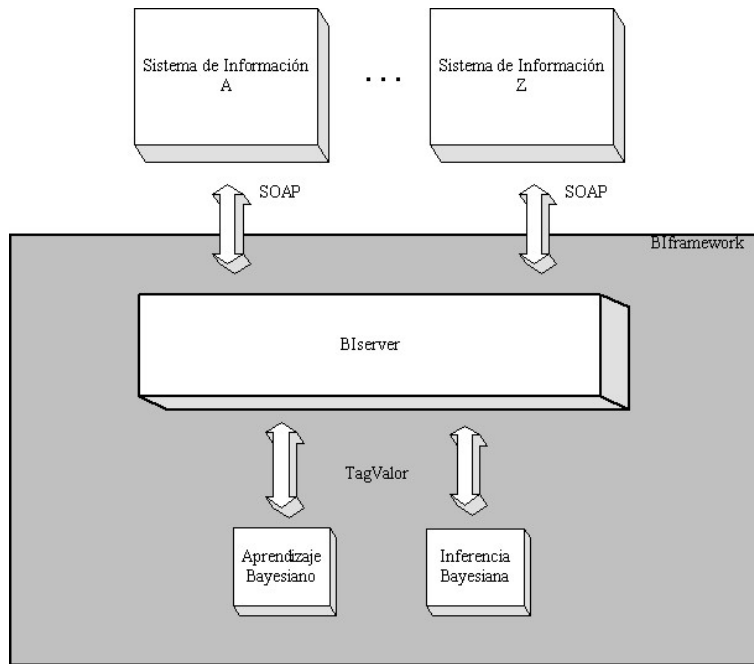 Sistema de Información
A
. . .
Sistema de Información
Z
SOAP
SOAP
BIframework
BIserver
TagValor
Aprendizaje
Bayesiano
Inferencia
Bayesiana